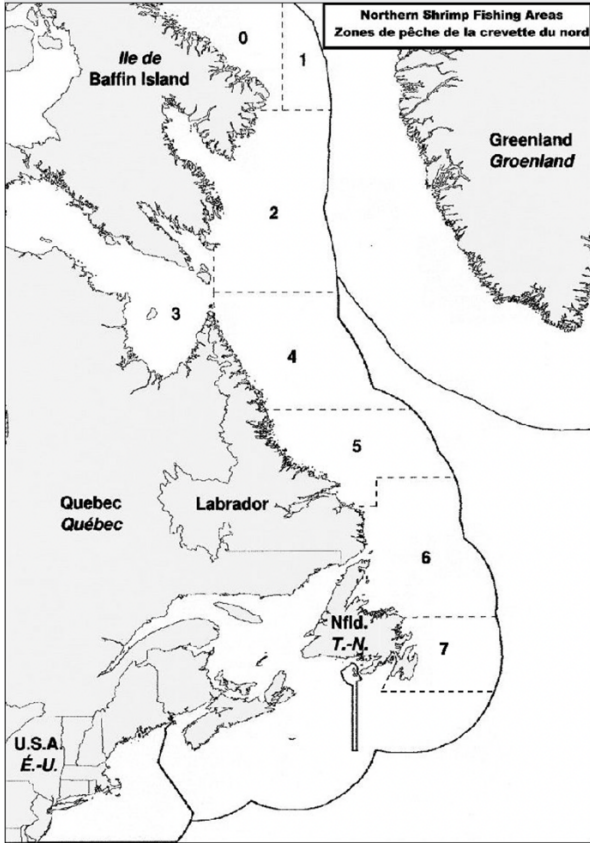 Northern Shrimp Fishing Areas
Zones de pêche de la crevette du nord
0
1
Ile de
Baffin Island
Greenland
Groenland
2
3
4
5
Quebec
Québec
Labrador
6
Nfld.
T.-N.
7
U.S.A.
É.-U.